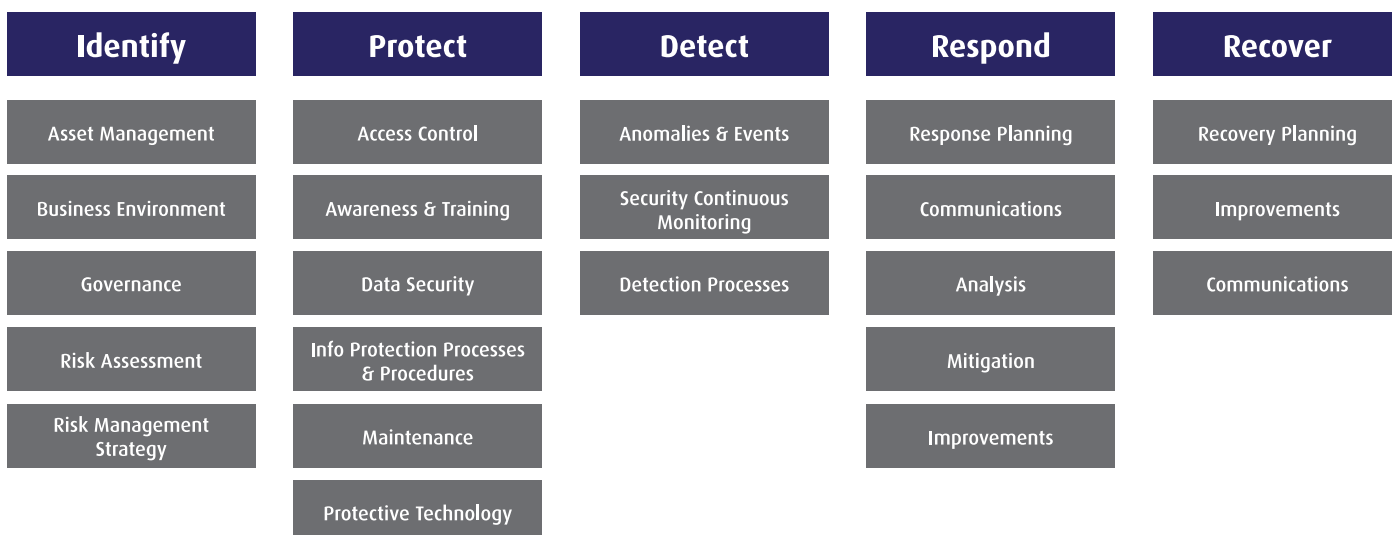 Identify
Asset Management
Business Environment
Governance
Risk Assessment
Risk Management
Strategy
Protect
Access Control
Awareness & Training
Data Security
Info Protection Processes
& Procedures
Maintenance
Protective Technology
Detect
Anomalies & Events
Security Continuous
Monitoring
Detection Processes
Respond
Response Planning
Communications
Analysis
Mitigation
Improvements
Recover
Recovery Planning
Improvements
Communications